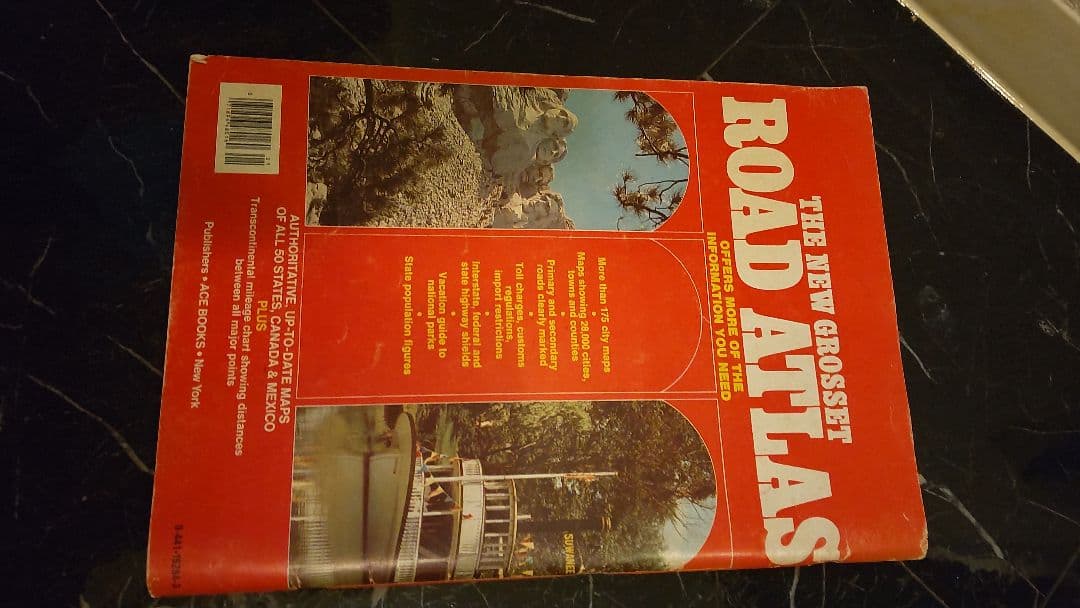 THE NEW GROSSET
ROAD ATLAS
OFFERS MORE OF THE
INFORMATION YOU NEED
More than 175 city maps
•
Maps showing 28,000 cities,
towns and counties
•
Primary and secondary
roads clearly marked
•
Toll charges, customs
regulations,
import restrictions
•
Interstate, federal and
state highway shields
•
Vacation guide to
national parks
•
State population figures
SUWANEE
AUTHORITATIVE, UP-TO-DATE MAPS
OF ALL 50 STATES, CANADA & MEXICO
PLUS
Transcontinental mileage chart showing distances
between all major points
Publishers • ACE BOOKS • New York